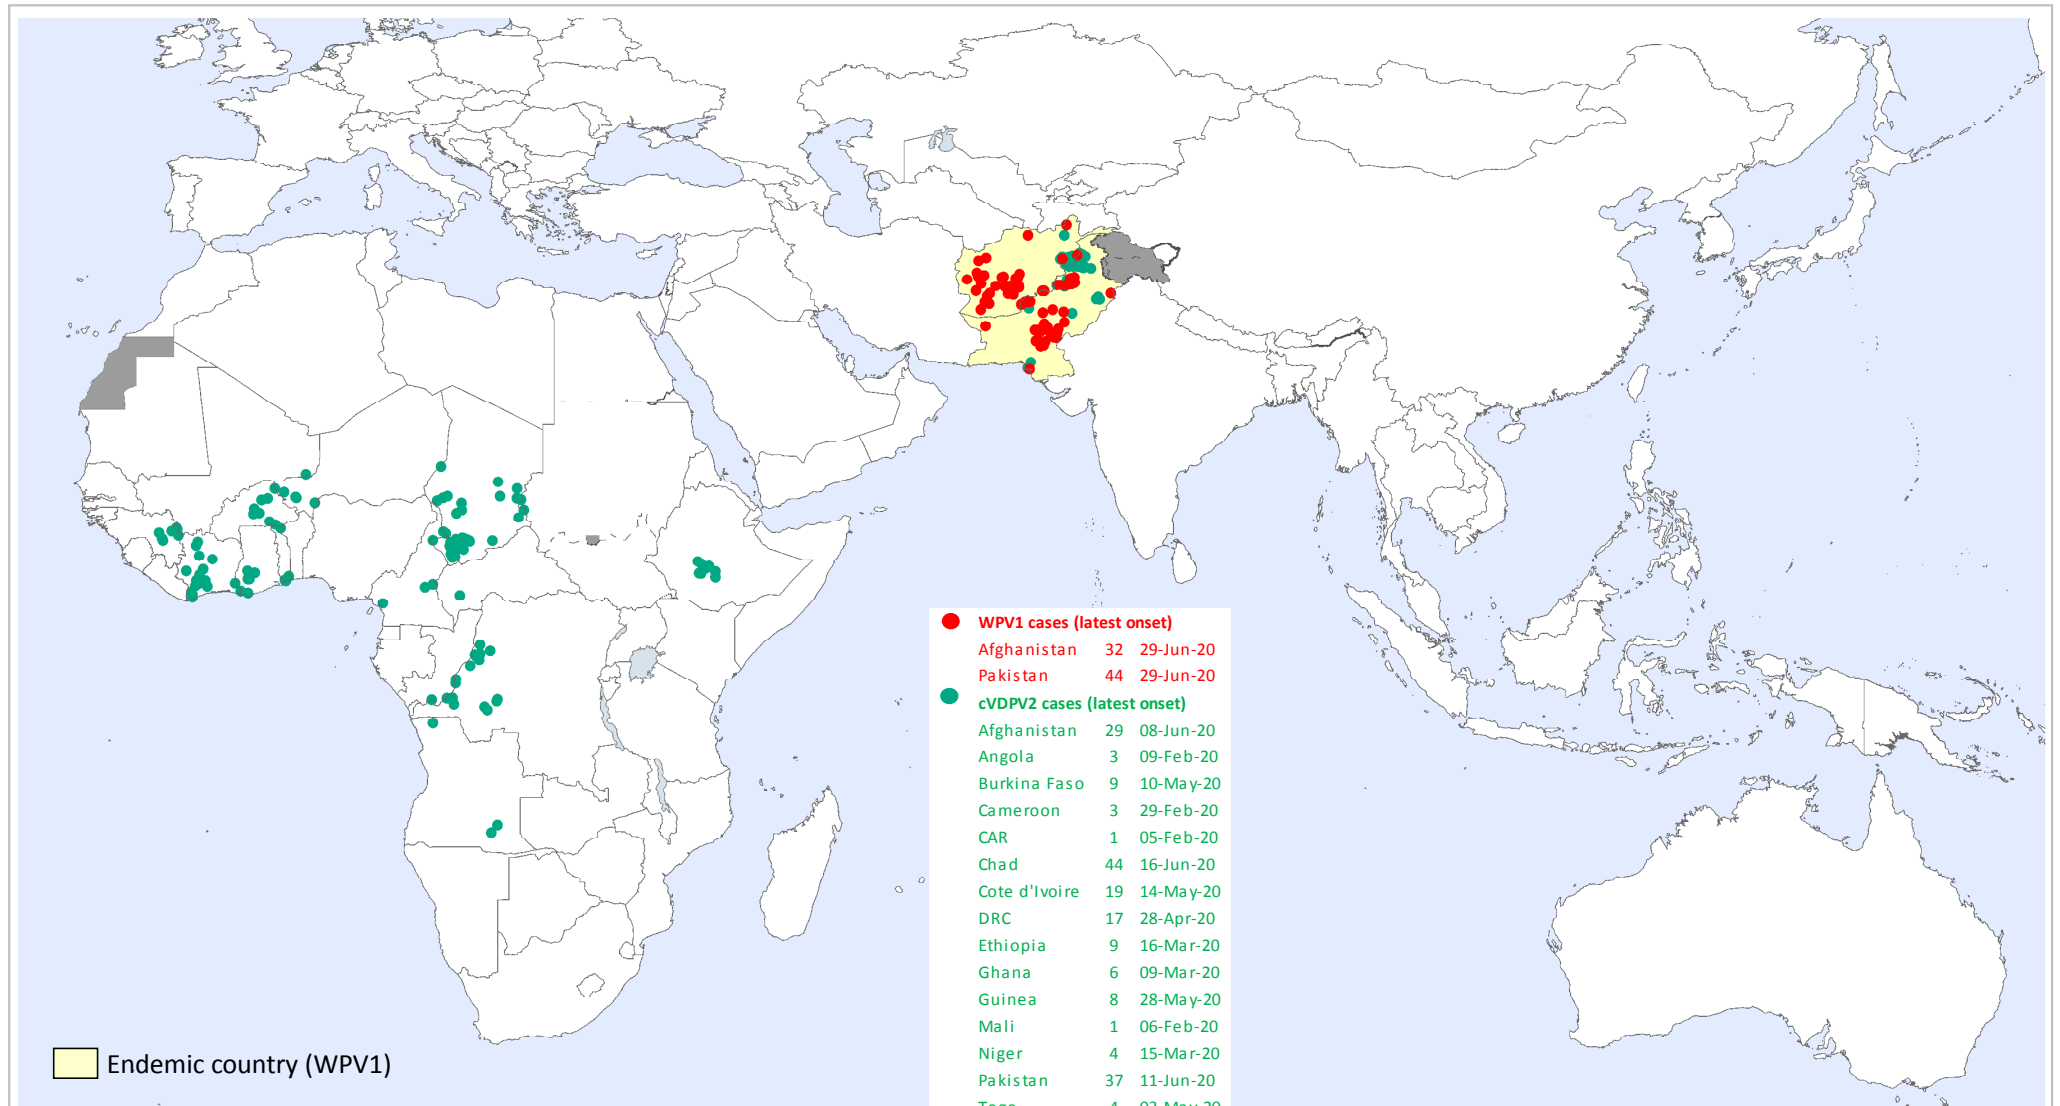 WPV1 cases (latest onset)
Afghanistan 32 29-Jun-20
Pakistan 44 29-Jun-20
cVDPV2 cases (latest onset)
Afghanistan 29 08-Jun-20
Angola 3 09-Feb-20
Burkina Faso 9 10-May-20
Cameroon 3 29-Feb-20
CAR 1 05-Feb-20
Chad 44 16-Jun-20
Cote d'Ivoire 19 14-May-20
DRC 17 28-Apr-20
Ethiopia 9 16-Mar-20
Ghana 6 09-Mar-20
Guinea 8 28-May-20
Mali 1 06-Feb-20
Niger 4 15-Mar-20
Pakistan 37 11-Jun-20
Endemic country (WPV1)